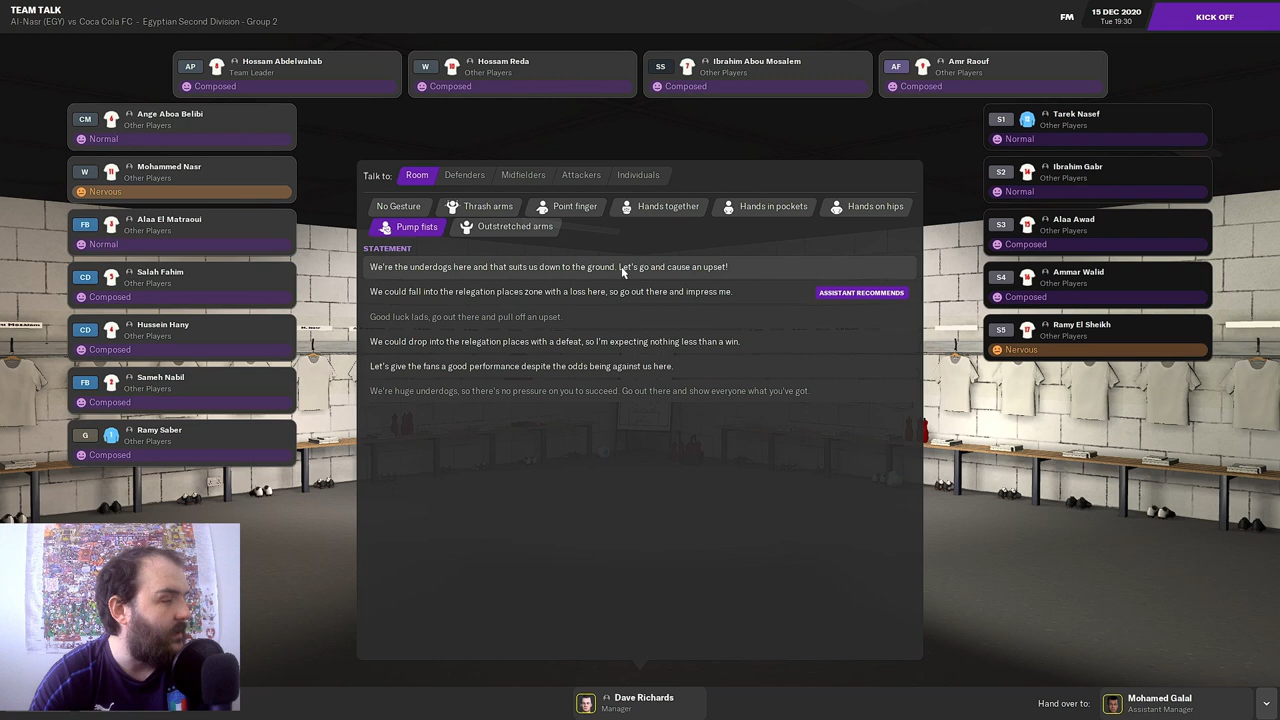 TEAM TALK
Al-Nasr (EGY) vs Coca Cola FC - Egyptian Second Division - Group 2
FM
15 DEC 2020
Tue 19:30
KICK OFF
AP
8
Hossam Abdelwahab
Team Leader
Composed
W
10
Hossam Reda
Other Players
Composed
SS
7
Ibrahim Abou Mosalem
Other Players
Composed
AF
9
Amr Raouf
Other Players
Composed
CM
6
Ange Aboa Belibi
Other Players
Normal
W
11
Mohammed Nasr
Other Players
Nervous
FB
3
Alaa El Matraoui
Other Players
Normal
CD
5
Salah Fahim
Other Players
Composed
CD
4
Hussein Hany
Other Players
Composed
FB
2
Sameh Nabil
Other Players
Composed
G
1
Ramy Saber
Other Players
Composed
Talk to:
Room
Defenders
Midfielders
Attackers
Individuals
No Gesture
Thrash arms
Point finger
Hands together
Hands in pockets
Hands on hips
Pump fists
Outstretched arms
STATEMENT
We're the underdogs here and that suits us down to the ground. Let's go and cause an upset!
We could fall into the relegation places zone with a loss here, so go out there and impress me.
ASSISTANT RECOMMENDS
Good luck lads, go out there and pull off an upset.
We could drop into the relegation places with a defeat, so I'm expecting nothing less than a win.
Let's give the fans a good performance despite the odds being against us here.
We're huge underdogs, so there's no pressure on you to succeed. Go out there and show everyone what you've got.
S1
Tarek Nasef
Other Players
Normal
S2
14
Ibrahim Gabr
Other Players
Normal
S3
Alaa Awad
Other Players
Composed
S4
Ammar Walid
Other Players
Composed
S5
17
Ramy El Sheikh
Other Players
Nervous
Dave Richards
Manager
Hand over to:
Mohamed Galal
Assistant Manager